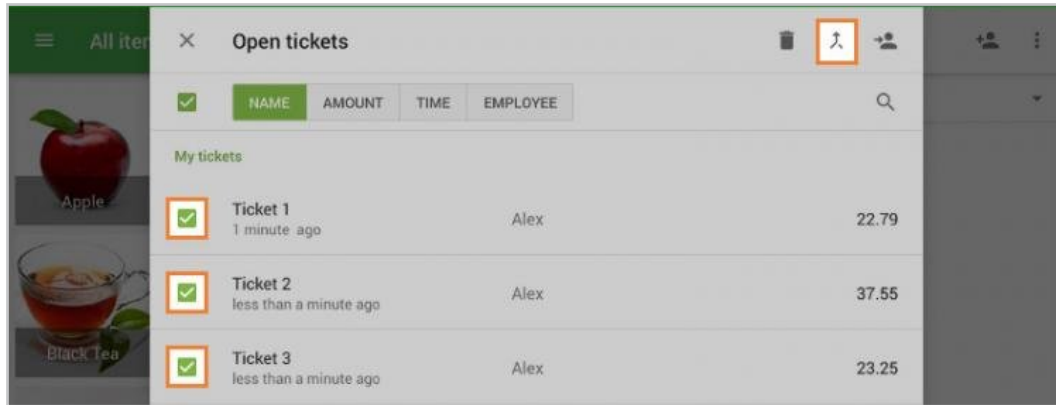 All iter
Open tickets
NAME AMOUNT TIME EMPLOYEE
My tickets
Apple
Ticket 1
1 minute ago
Alex
22.79
Ticket 2
less than a minute ago
Alex
37.55
Black Tea
Ticket 3
less than a minute ago
Alex
23.25